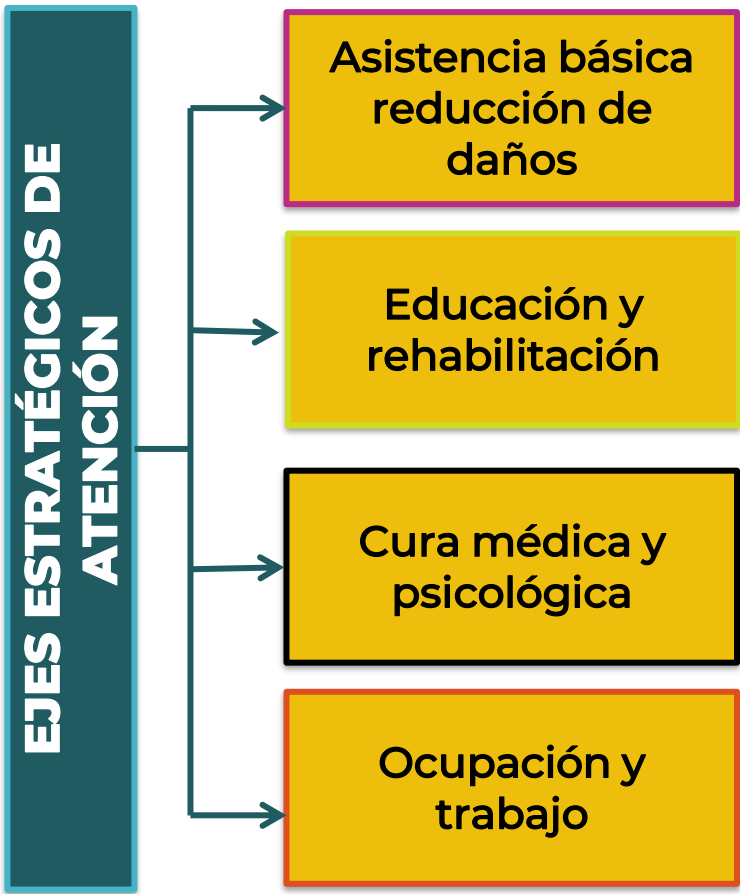 EJES ESTRATÉGICOS DE
ATENCIÓN
Asistencia básica
reducción de
daños
Educación y
rehabilitación
Cura médica y
psicológica
Ocupación y
trabajo